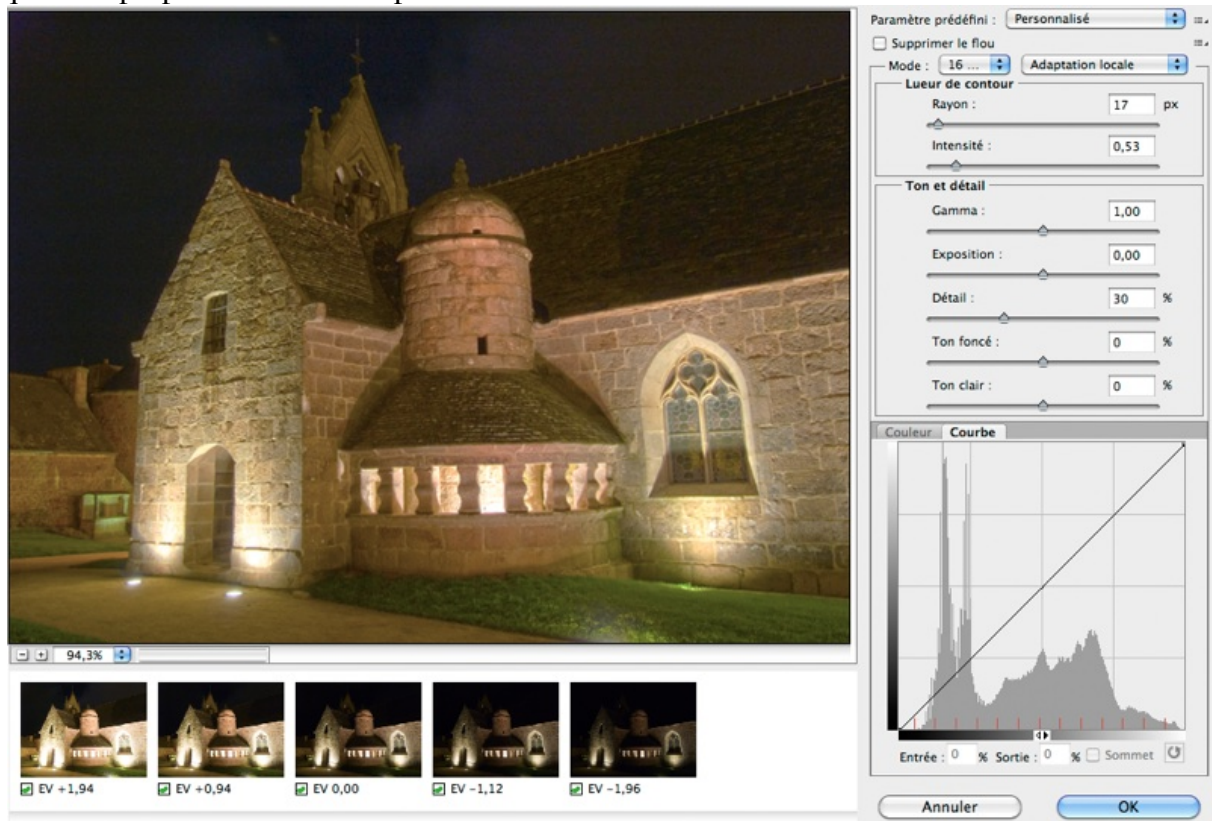 Paramètre prédéfini : Personnalisé
Supprimer le flou
Mode : 16 ... Adaptation locale
Lueur de contour
Rayon : 17 px
Intensité : 0,53
Ton et détail
Gamma : 1,00
Exposition : 0,00
Détail : 30 %
Ton foncé : 0 %
Ton clair : 0 %
Couleur Courbe
94,3%
EV +1,94 EV +0,94 EV 0,00 EV -1,12 EV -1,96
Entrée : 0 % Sortie : 0 % Sommet
Annuler OK